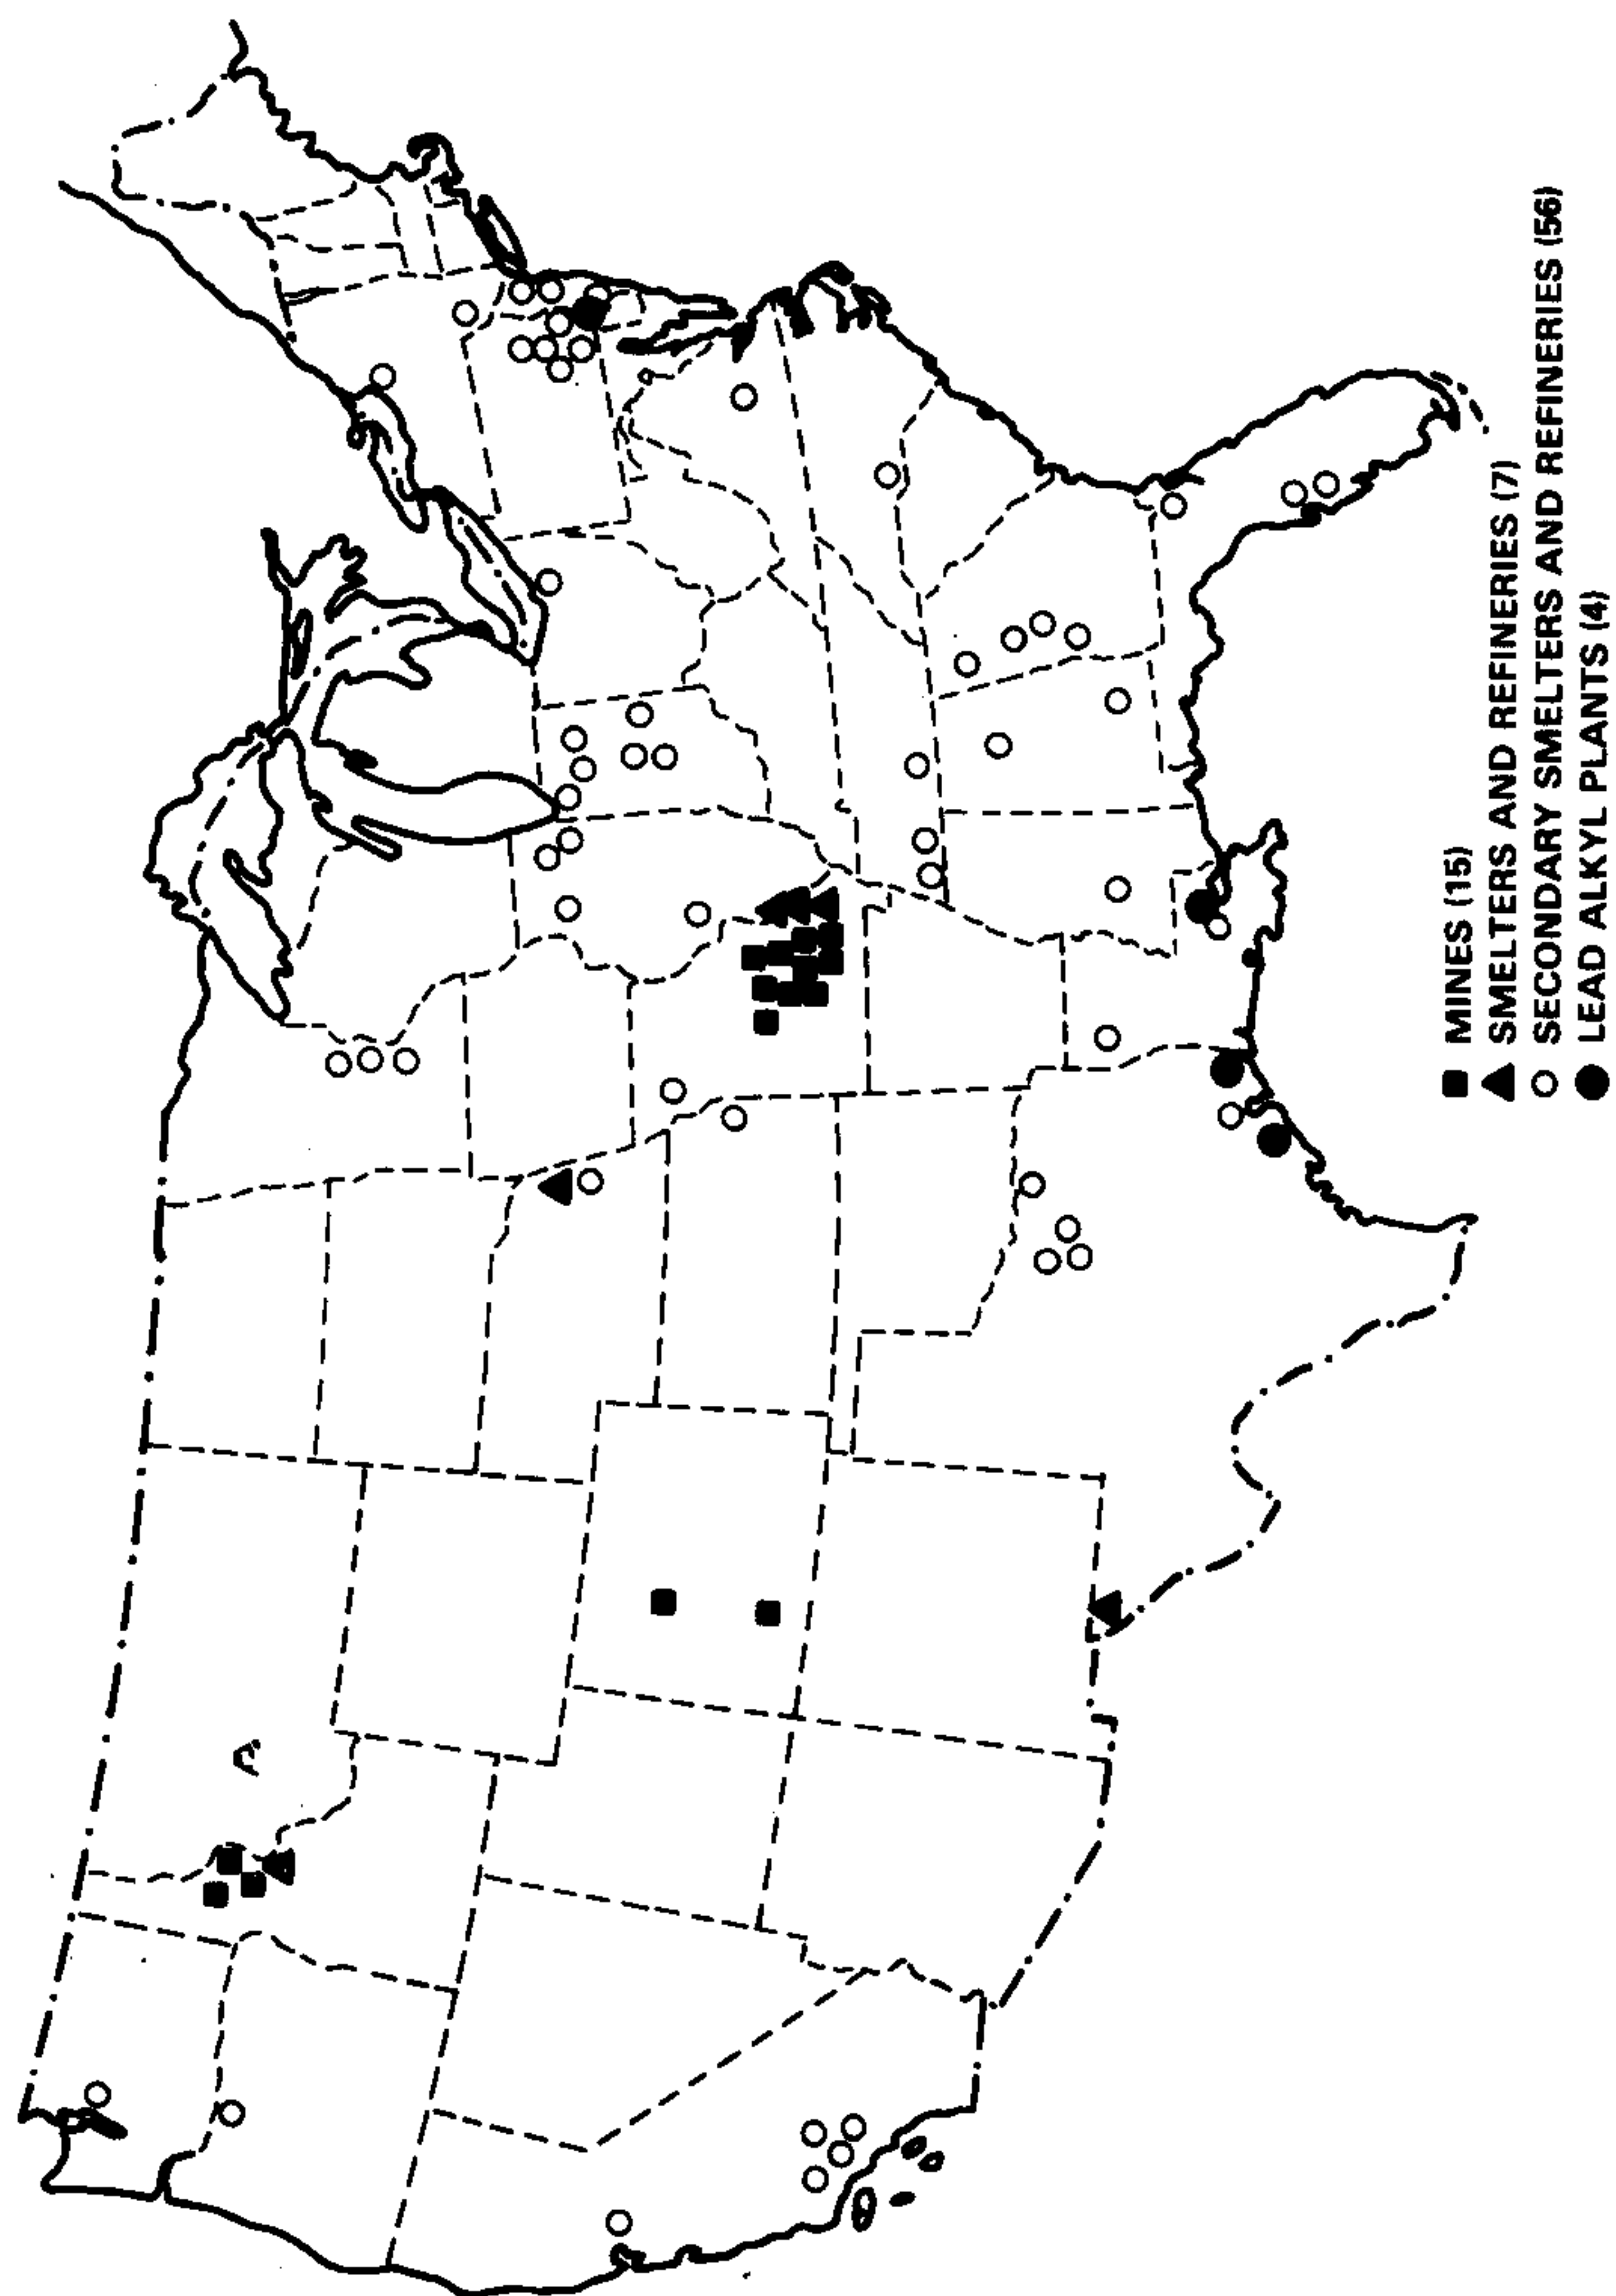 MINES (15)
SMELTERS AND REFINERIES (7)
SECONDARY SMELTERS AND REFINERIES (56)
LEAD ALKYL PLANTS (4)